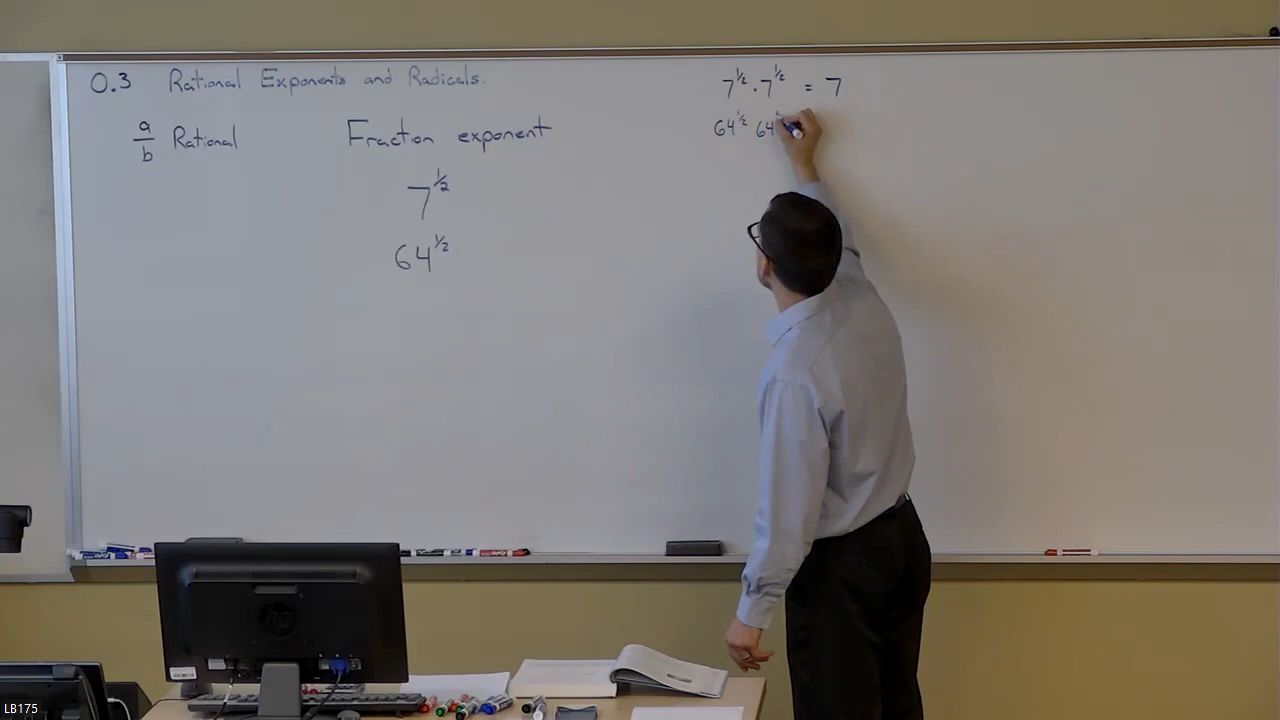 0.3 Rational Exponents and Radicals.
a/b Rational
Fraction exponent
7^1/2
64^1/2
7^1/2 · 7^1/2 = 7
64^1/2 64
hp
LB175